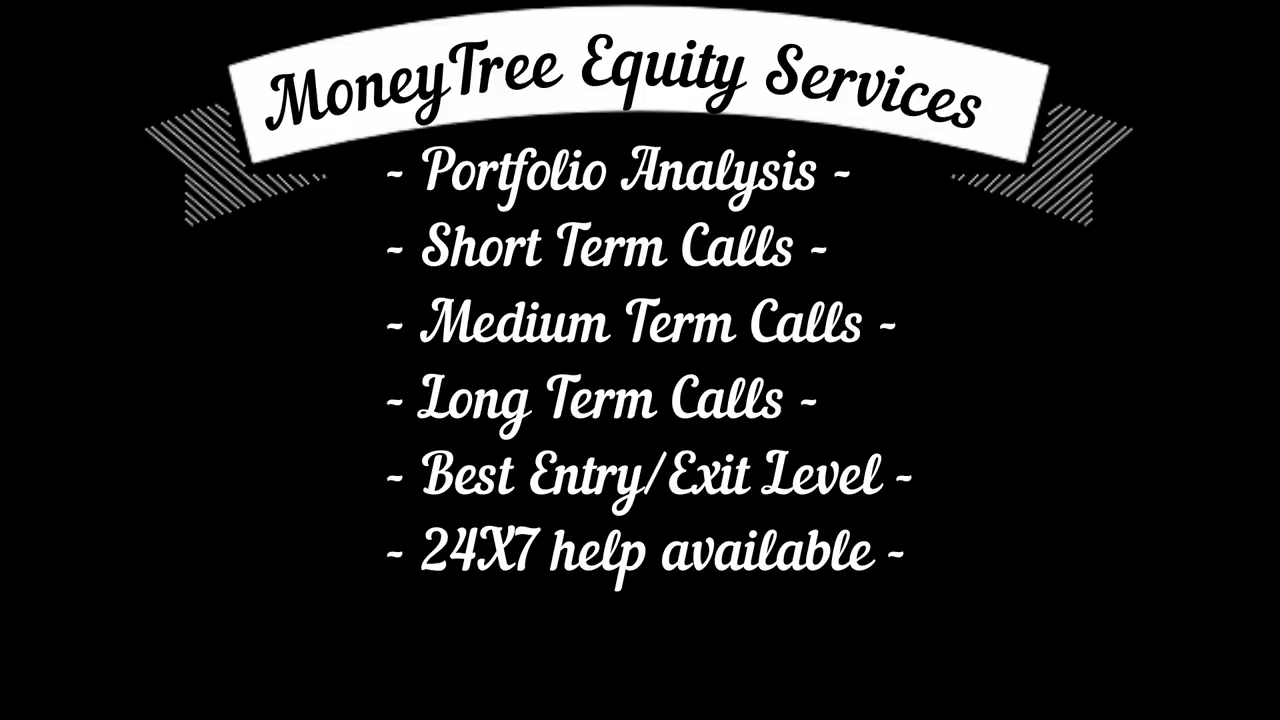 MoneyTree Equity Services
- Portfolio Analysis -
- Short Term Calls -
- Medium Term Calls -
- Long Term Calls -
- Best Entry/Exit Level -
- 24X7 help available -